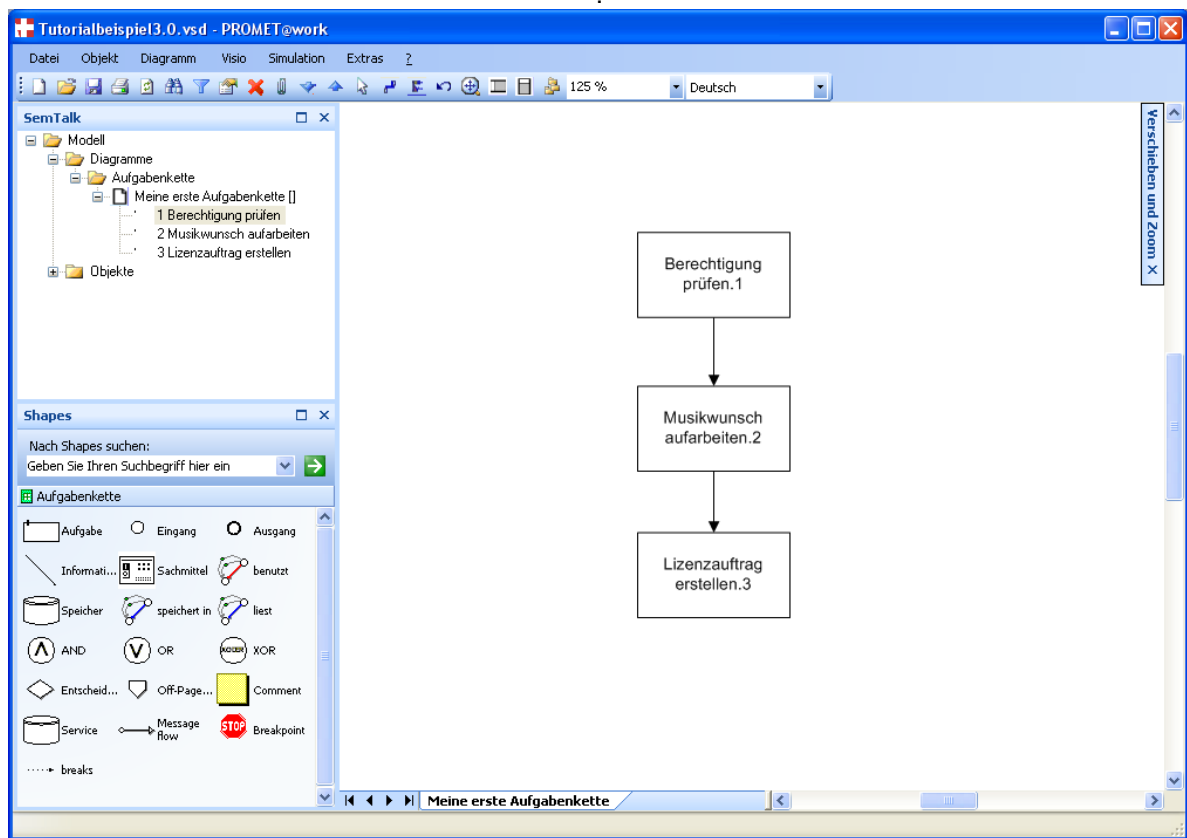 Tutorialbeispiel3.0.vsd - PROMET@work
Datei Objekt Diagramm Visio Simulation Extras ?
125 % Deutsch
SemTalk
Modell
Diagramme
Aufgabenkette
Meine erste Aufgabenkette []
1 Berechtigung prüfen
2 Musikwunsch aufarbeiten
3 Lizenzauftrag erstellen
Objekte
Shapes
Nach Shapes suchen:
Geben Sie Ihren Suchbegriff hier ein
Aufgabenkette
Aufgabe Eingang Ausgang
Informati... Sachmittel benutzt
Speicher speichert in liest
AND OR XOR
Entscheid... Off-Page... Comment
Service Message
flow STOP Breakpoint
breaks
Berechtigung
prüfen.1
Musikwunsch
aufarbeiten.2
Lizenzauftrag
erstellen.3
Verschieben und Zoom
Meine erste Aufgabenkette